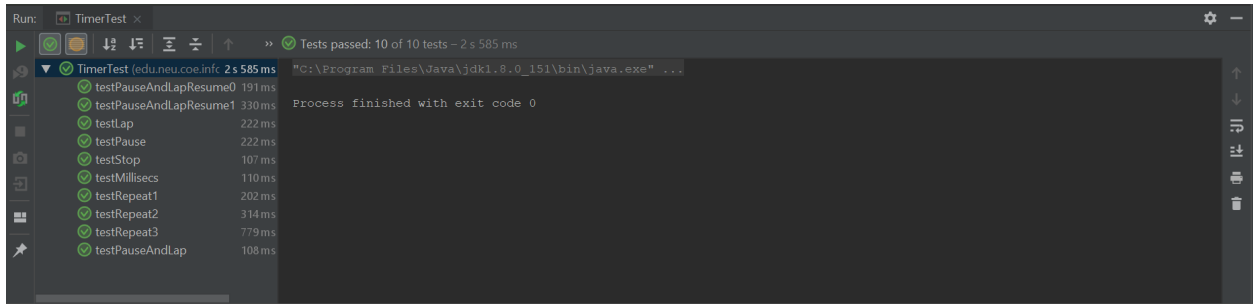 Run: TimerTest ×
» Tests passed: 10 of 10 tests – 2 s 585 ms
TimerTest (edu.neu.coe.info 2 s 585 ms
testPauseAndLapResume0 191 ms
testPauseAndLapResume1 330 ms
testLap 222 ms
testPause 222 ms
testStop 107 ms
testMillisecs 110 ms
testRepeat1 202 ms
testRepeat2 314 ms
testRepeat3 779 ms
testPauseAndLap 108 ms
"C:\Program Files\Java\jdk1.8.0_151\bin\java.exe" ...
Process finished with exit code 0